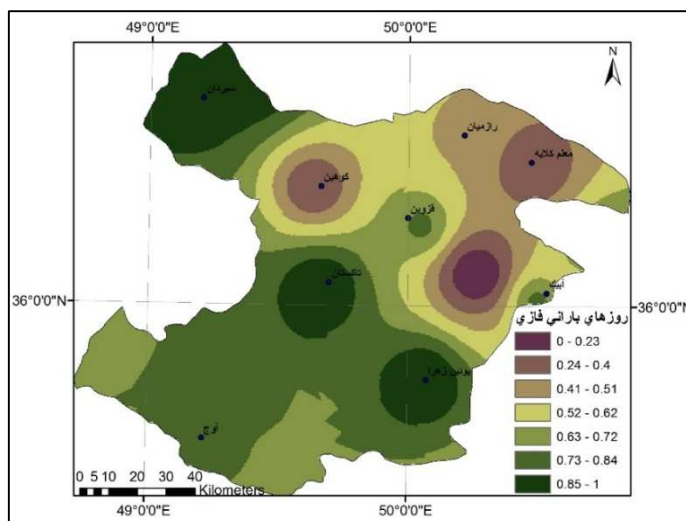 49°0'0"E 50°0'0"E
N
سیردان
رازمیان
معلم کلایه
کوهین
قزوین
تاکستان
آبیک
36°0'0"N 36°0'0"N
روزهاي باراني فازي
0 - 0.23
0.24 - 0.4
0.41 - 0.51
0.52 - 0.62
0.63 - 0.72
0.73 - 0.84
0.85 - 1
بوئین زهرا
آوج
0 5 10 20 30 40
Kilometers
49°0'0"E 50°0'0"E